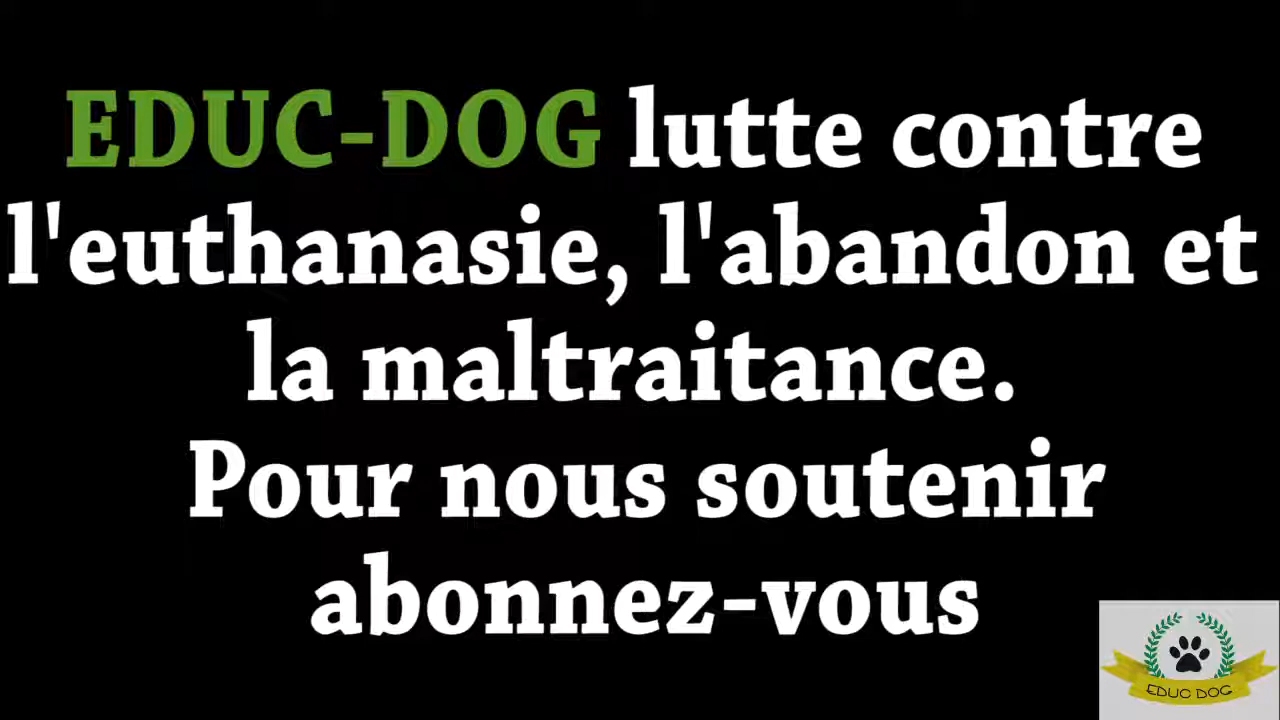 EDUC-DOG lutte contre
l'euthanasie, l'abandon et
la maltraitance.
Pour nous soutenir
abonnez-vous
EDUC DOG